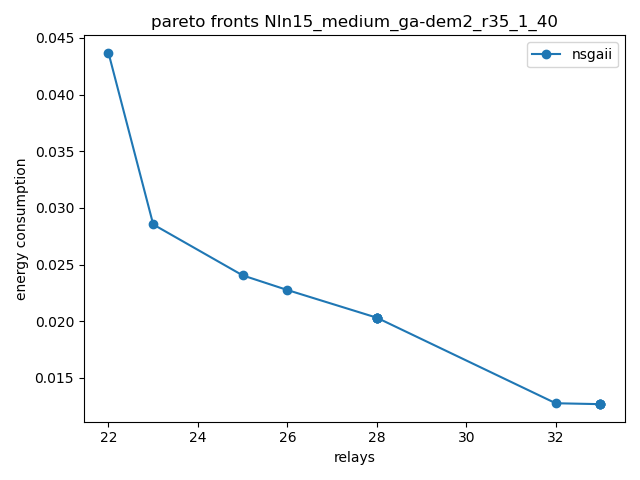 pareto fronts NIn15_medium_ga-dem2_r35_1_40
nsgaii
0.045
0.040
0.035
0.030
0.025
0.020
0.015
energy consumption
22 24 26 28 30 32
relays